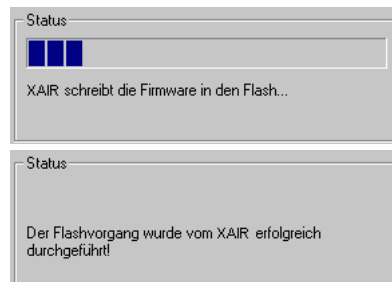 Status
XAIR schreibt die Firmware in den Flash...
Status
Der Flashvorgang wurde vom XAIR erfolgreich
durchgeführt!